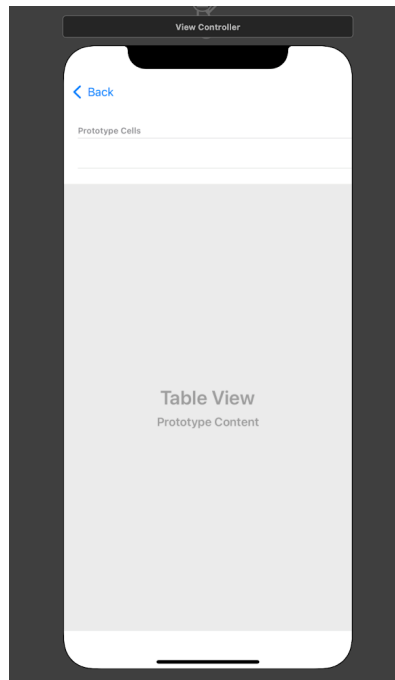 View Controller
Back
Prototype Cells
Table View
Prototype Content